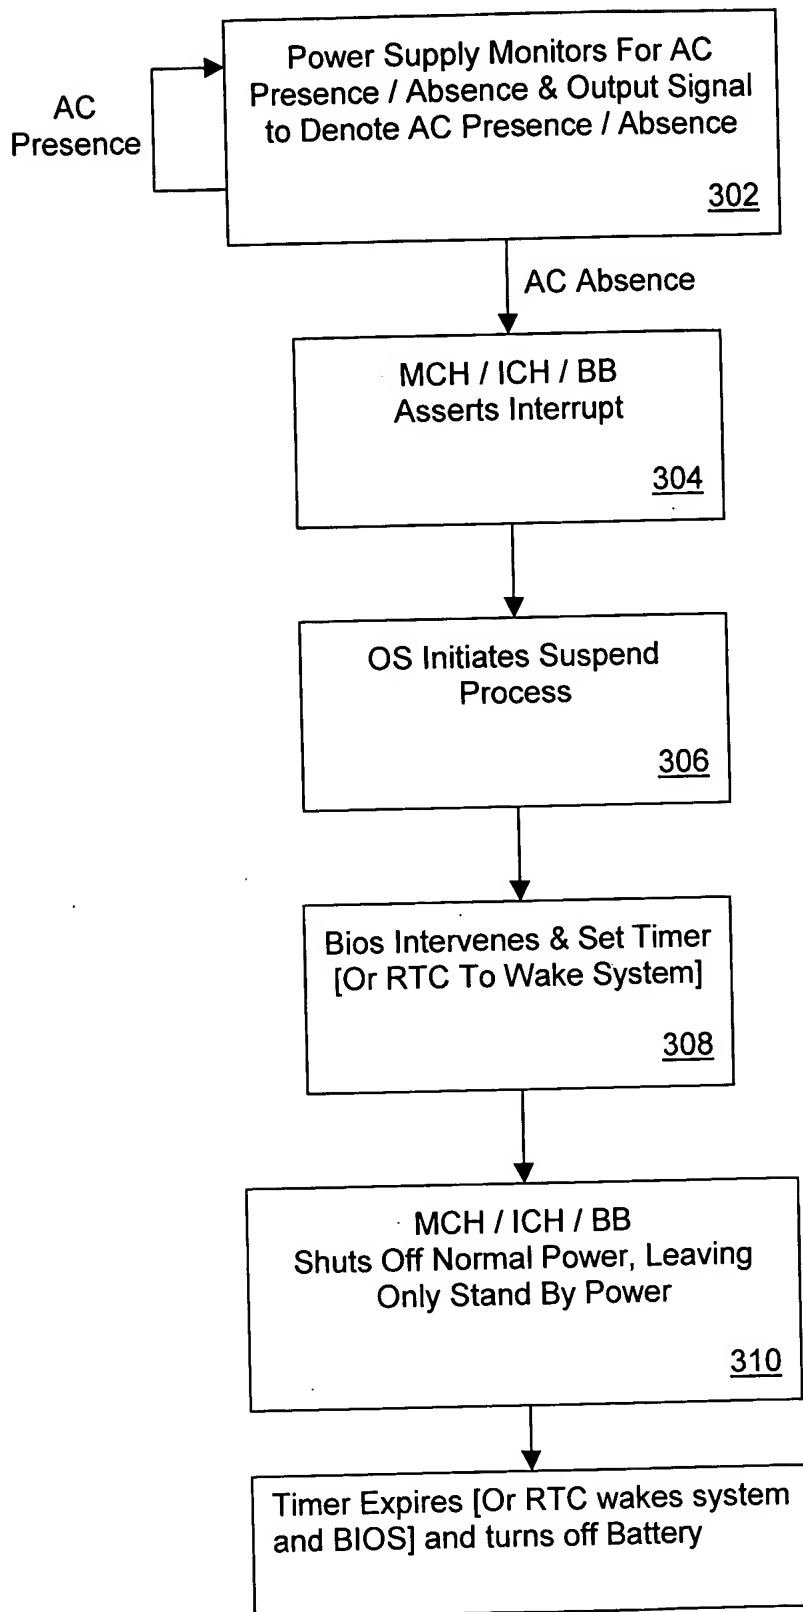 Power Supply Monitors For AC
Presence / Absence & Output Signal
to Denote AC Presence / Absence
302
AC
Presence
AC Absence
MCH / ICH / BB
Asserts Interrupt
304
OS Initiates Suspend
Process
306
Bios Intervenes & Set Timer
[Or RTC To Wake System]
308
MCH / ICH / BB
Shuts Off Normal Power, Leaving
Only Stand By Power
310
Timer Expires [Or RTC wakes system
and BIOS] and turns off Battery